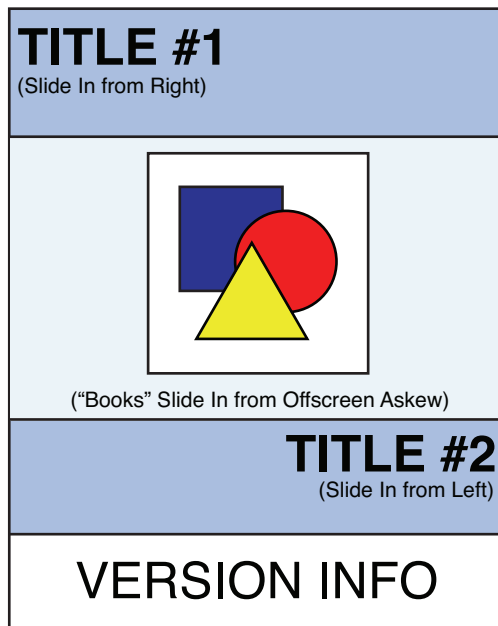 TITLE #1
(Slide In from Right)
(“Books” Slide In from Offscreen Askew)
TITLE #2
(Slide In from Left)
VERSION INFO